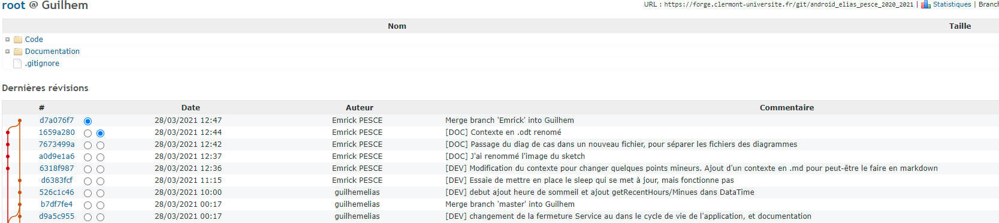 root @ Guilhem
URL : https://forge.clermont-universite.fr/git/android_elias_pesce_2020_2021 | Statistiques | Branch
Nom Taille
Code
Documentation
.gitignore
Dernières révisions
# Date Auteur Commentaire
d7a076f7 28/03/2021 12:47 Emrick PESCE Merge branch 'Emrick' into Guilhem
1659a280 28/03/2021 12:44 Emrick PESCE [DOC] Contexte en .odt renomé
7673499a 28/03/2021 12:42 Emrick PESCE [DOC] Passage du diag de cas dans un nouveau fichier, pour séparer les fichiers des diagrammes
a0d9e1a6 28/03/2021 12:37 Emrick PESCE [DOC] J'ai renommé l'image du sketch
6318f987 28/03/2021 12:36 Emrick PESCE [DEV] Modification du contexte pour changer quelques points mineurs. Ajout d'un contexte en .md pour peut-être le faire en markdown
d6383fcf 28/03/2021 11:15 Emrick PESCE [DEV] Essaie de mettre en place le sleep qui se met à jour, mais fonctionne pas
526c1c46 28/03/2021 10:00 guilhemelias [DEV] debut ajout heure de sommeil et ajout getRecentHours/Minues dans DataTime
b7df7fe4 28/03/2021 00:17 guilhemelias Merge branch 'master' into Guilhem
d9a5c955 28/03/2021 00:17 guilhemelias [DEV] changement de la fermeture Service au dans le cycle de vie de l'application, et documentation